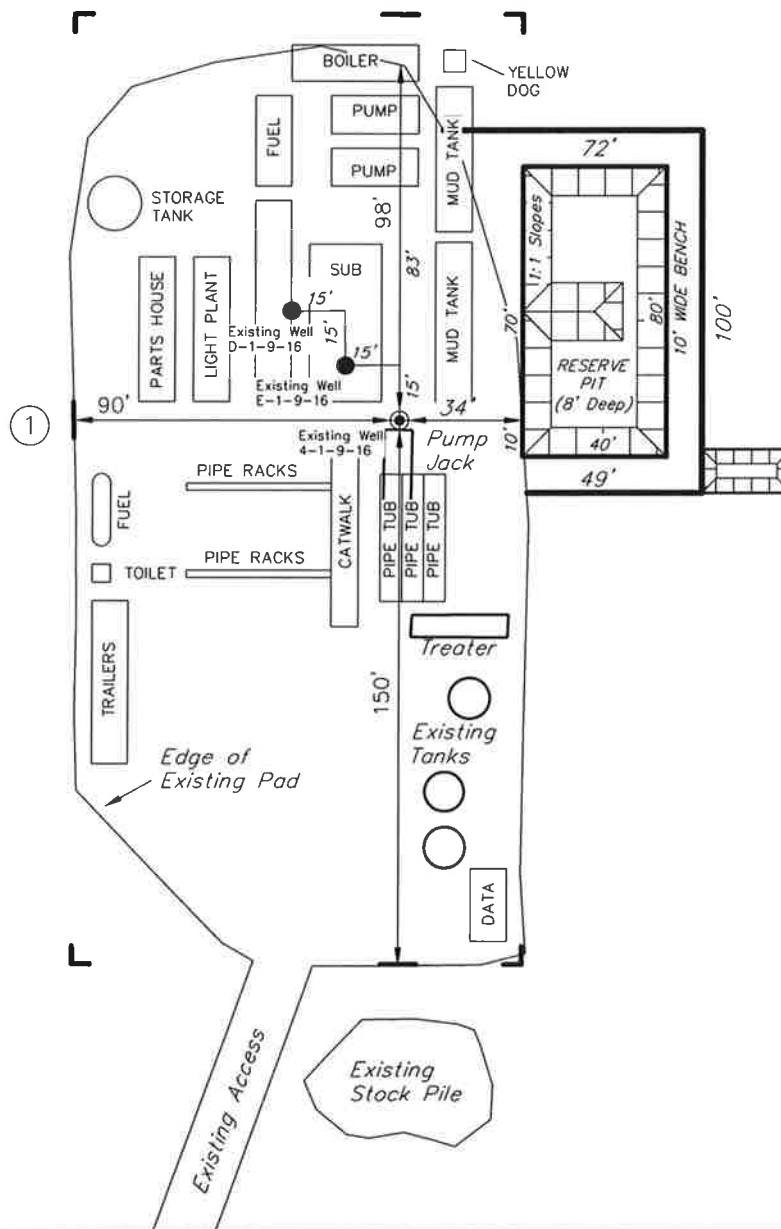 BOILER
YELLOW
DOG
FUEL
PUMP
PUMP
MUD TANK
72'
STORAGE
TANK
98'
1:1 Slopes
10' WIDE BENCH
PARTS HOUSE
LIGHT PLANT
SUB
83'
MUD TANK
15'
Existing Well
D-1-9-16
15'
15'
70'
80'
100'
Existing Well
E-1-9-16
15'
RESERVE
PIT
(8' Deep)
1
90'
34'
Existing Well
4-1-9-16
Pump
Jack
10'
40'
49'
PIPE RACKS
FUEL
CATWALK
PIPE TUB
PIPE TUB
PIPE TUB
TOILET
PIPE RACKS
TRAILERS
Treater
150'
Existing
Tanks
Edge of
Existing Pad
DATA
Existing Access
Existing
Stock Pile